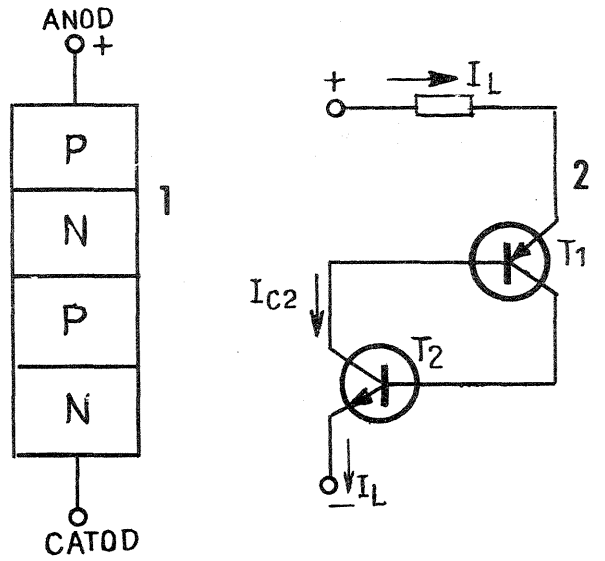 ANOD
+
P
N
P
N
CATOD
1
+
I_L
2
T1
I_C2
T2
I_L
−